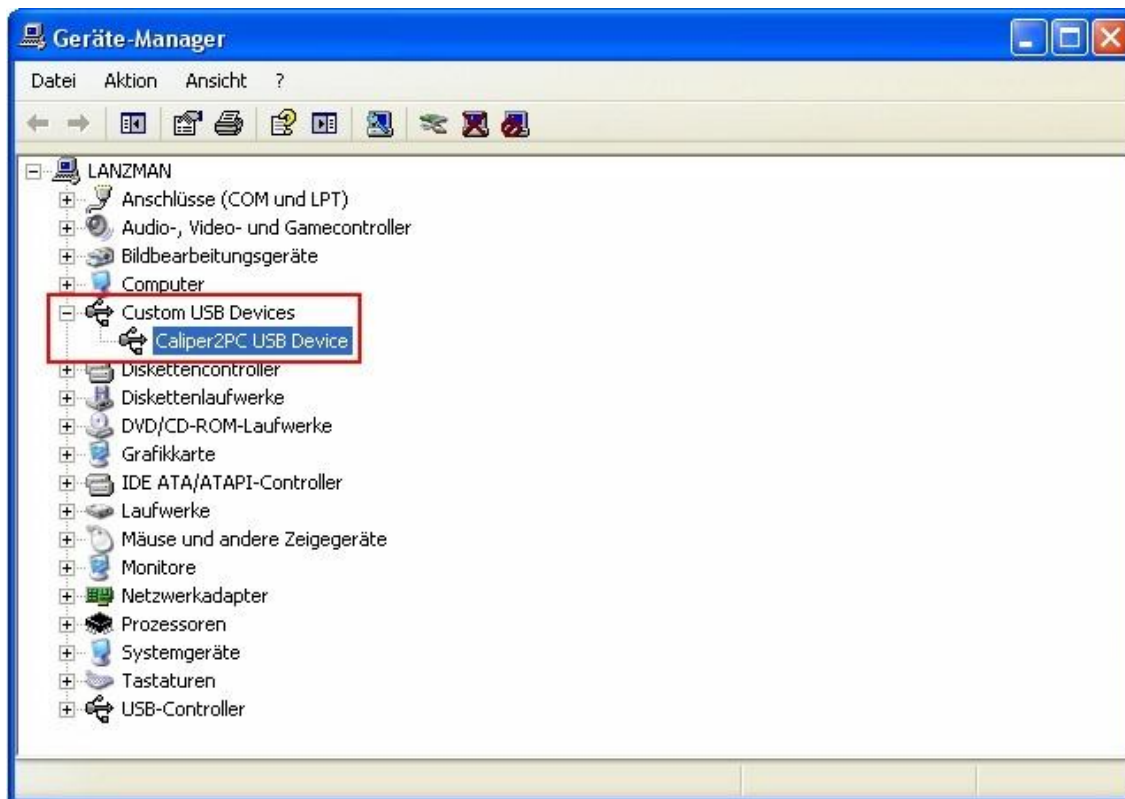 Geräte-Manager
Datei Aktion Ansicht ?
LANZMAN
Anschlüsse (COM und LPT)
Audio-, Video- und Gamecontroller
Bildbearbeitungsgeräte
Computer
Custom USB Devices
Caliper2PC USB Device
Diskettencontroller
Diskettenlaufwerke
DVD/CD-ROM-Laufwerke
Grafikkarte
IDE ATA/ATAPI-Controller
Laufwerke
Mäuse und andere Zeigegeräte
Monitore
Netzwerkadapter
Prozessoren
Systemgeräte
Tastaturen
USB-Controller